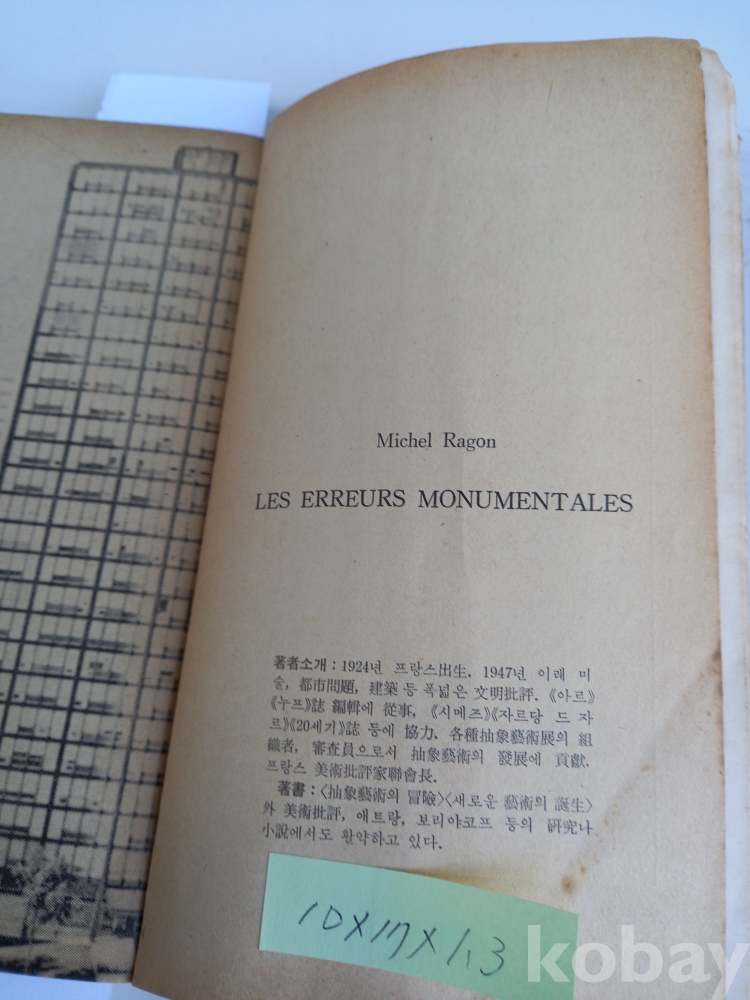 Michel Ragon
LES ERREURS MONUMENTALES
著者소개: 1924년 프랑스出生. 1947년 이래 미
술, 都市問題, 建築 등 폭넓은 文明批評. 《아르》
《누프》誌 編輯에 從事, 《시메즈》《자르당 드 자
르》《20세기》誌 등에 協力. 各種抽象藝術展의 組
織者, 審査員으로서 抽象藝術의 發展에 貢献.
프랑스 美術批評家聯會長.
著書: 〈抽象藝術의 冒險〉〈새로운 藝術의 誕生〉
外 美術批評, 애트랑, 보리야코프 등의 研究나
小說에서도 활약하고 있다.
10×17×1.3
kobay